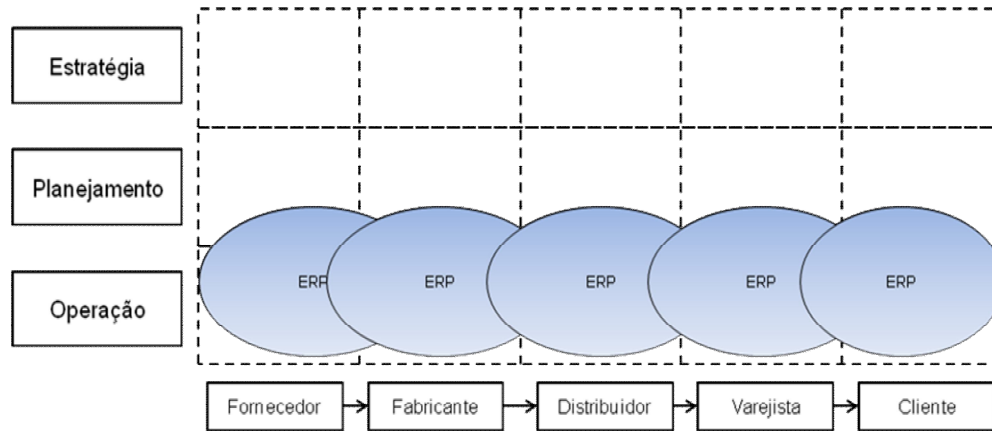 Estratégia
Planejamento
Operação
ERP ERP ERP ERP ERP
Fornecedor Fabricante Distribuidor Varejista Cliente